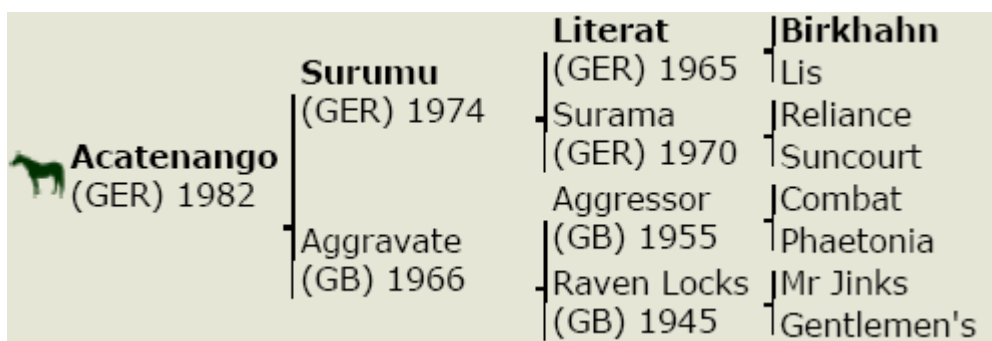 Acatenango
(GER) 1982
Surumu
(GER) 1974
Aggravate
(GB) 1966
Literat
(GER) 1965
Surama
(GER) 1970
Aggressor
(GB) 1955
Raven Locks
(GB) 1945
Birkhahn
Lis
Reliance
Suncourt
Combat
Phaetonia
Mr Jinks
Gentlemen's